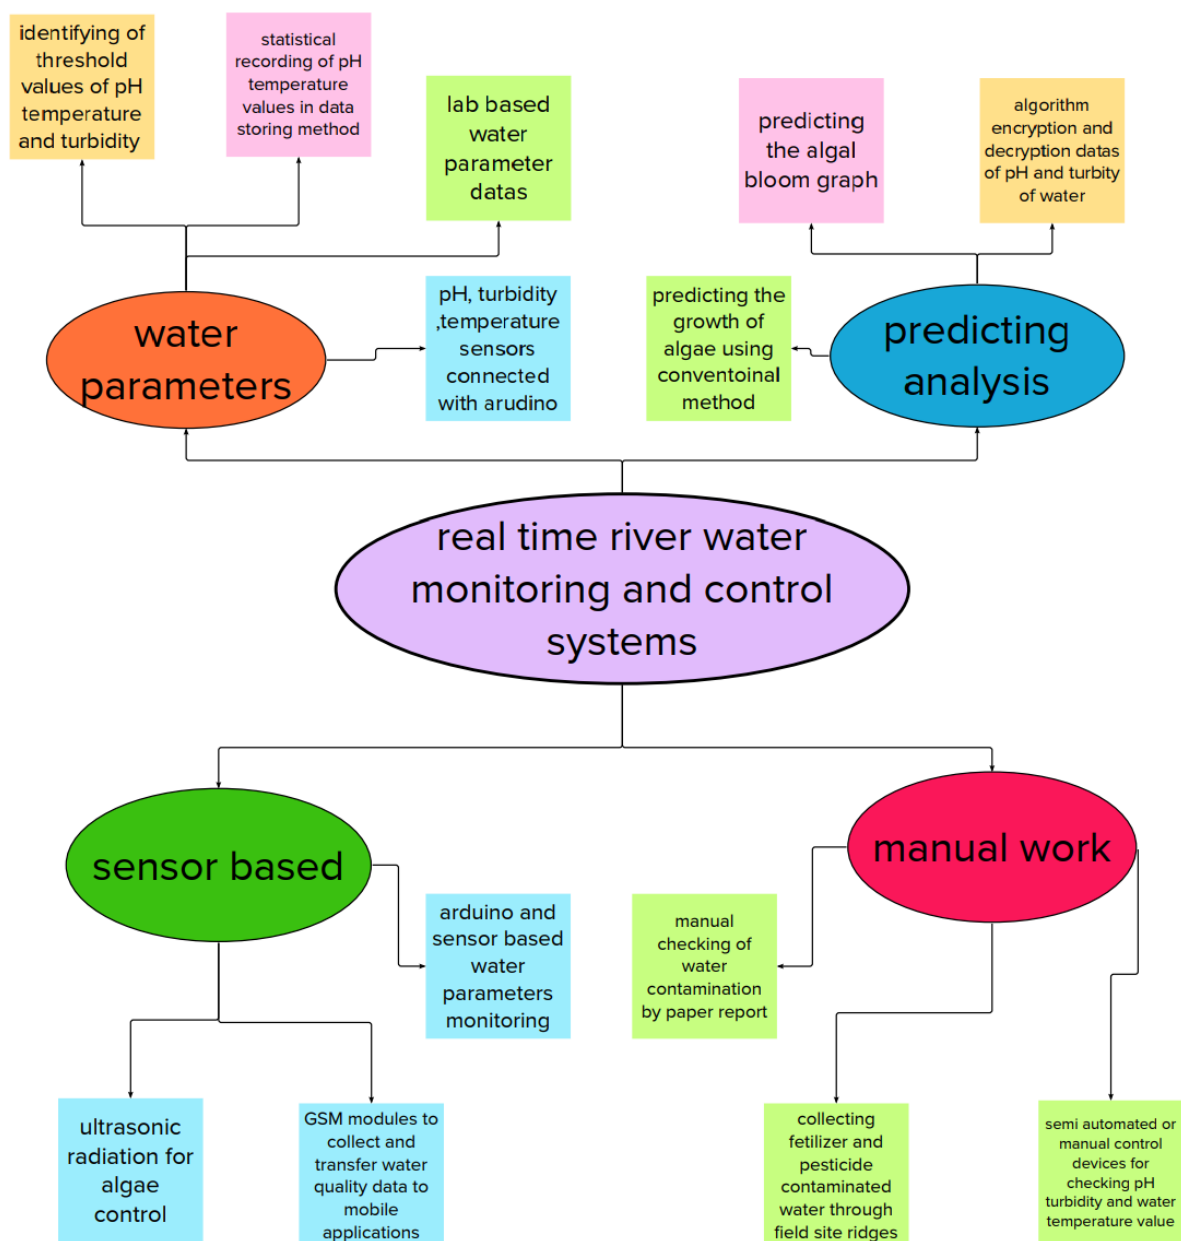 identifying of
threshold
values of pH
temperature
and turbidity
statistical
recording of pH
temperature
values in data
storing method
lab based
water
parameter
datas
predicting
the algal
bloom graph
algorithm
encryption and
decryption datas
of pH and turbity
of water
water
parameters
pH, turbidity
,temperature
sensors
connected
with arudino
predicting the
growth of
algae using
conventoinal
method
predicting
analysis
real time river water
monitoring and control
systems
sensor based
manual work
arduino and
sensor based
water
parameters
monitoring
manual
checking of
water
contamination
by paper report
ultrasonic
radiation for
algae
control
GSM modules to
collect and
transfer water
quality data to
mobile
applications
collecting
fetilizer and
pesticide
contaminated
water through
field site ridges
semi automated or
manual control
devices for
checking pH
turbidity and water
temperature value